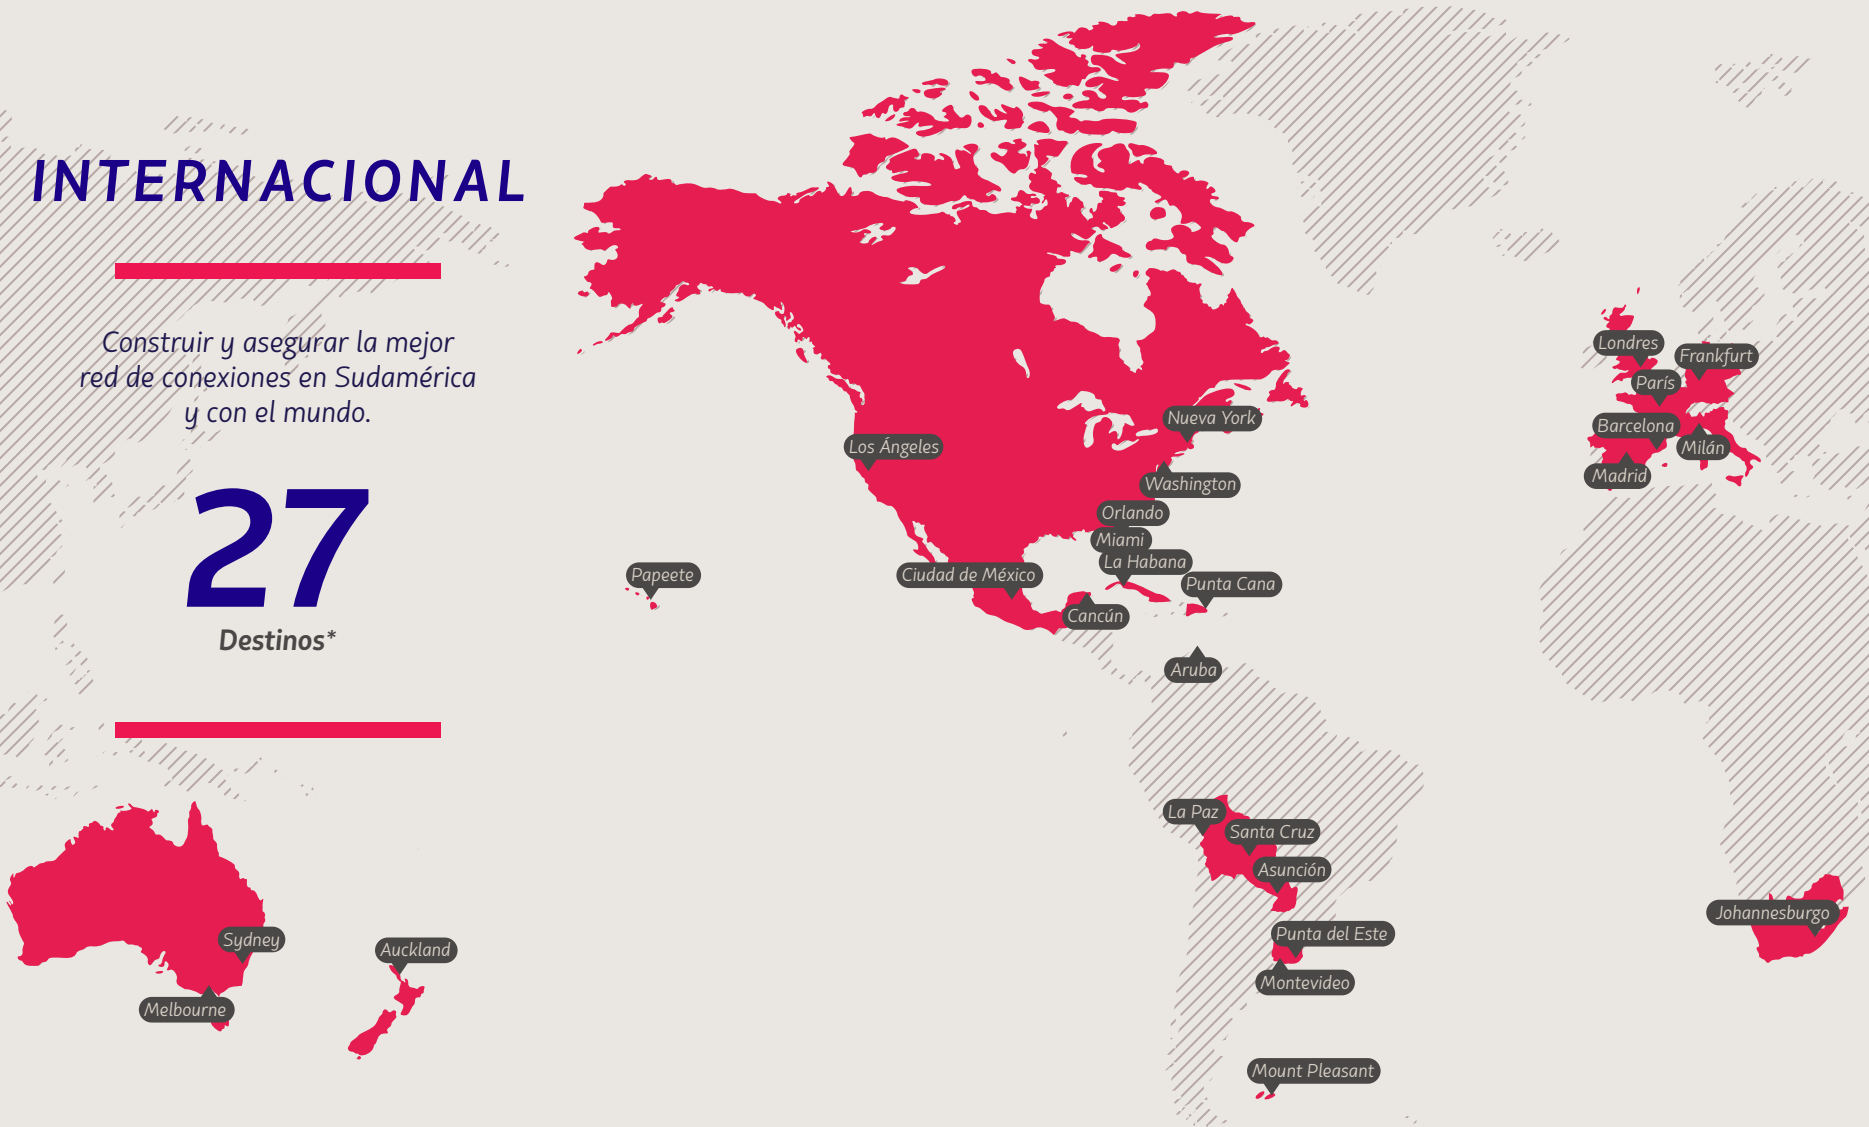 INTERNACIONAL
Construir y asegurar la mejor
red de conexiones en Sudamérica
y con el mundo.
27
Destinos*
Londres
Frankfurt
París
Barcelona
Milán
Madrid
Nueva York
Los Ángeles
Washington
Orlando
Miami
La Habana
Papeete
Ciudad de México
Punta Cana
Cancún
Aruba
La Paz
Santa Cruz
Asunción
Johannesburgo
Punta del Este
Montevideo
Sydney
Auckland
Melbourne
Mount Pleasant